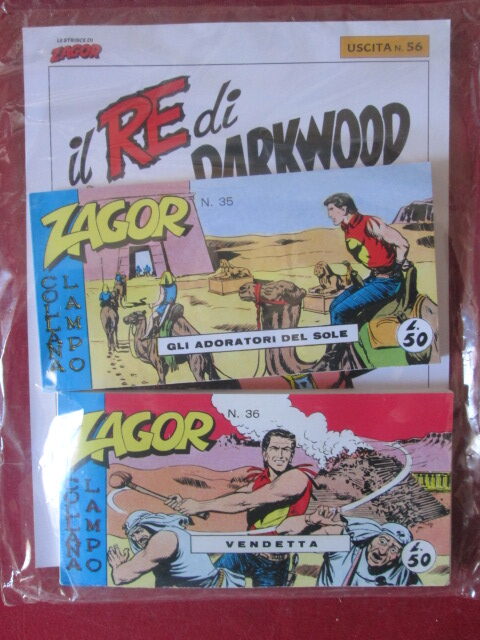 LE STRISCE DI
ZAGOR
USCITA N. 56
il RE di
DARKWOOD
ZAGOR
N. 35
COLLANA
LAMPO
GLI ADORATORI DEL SOLE
L. 50
ZAGOR
N. 36
COLLANA
LAMPO
VENDETTA
L. 50